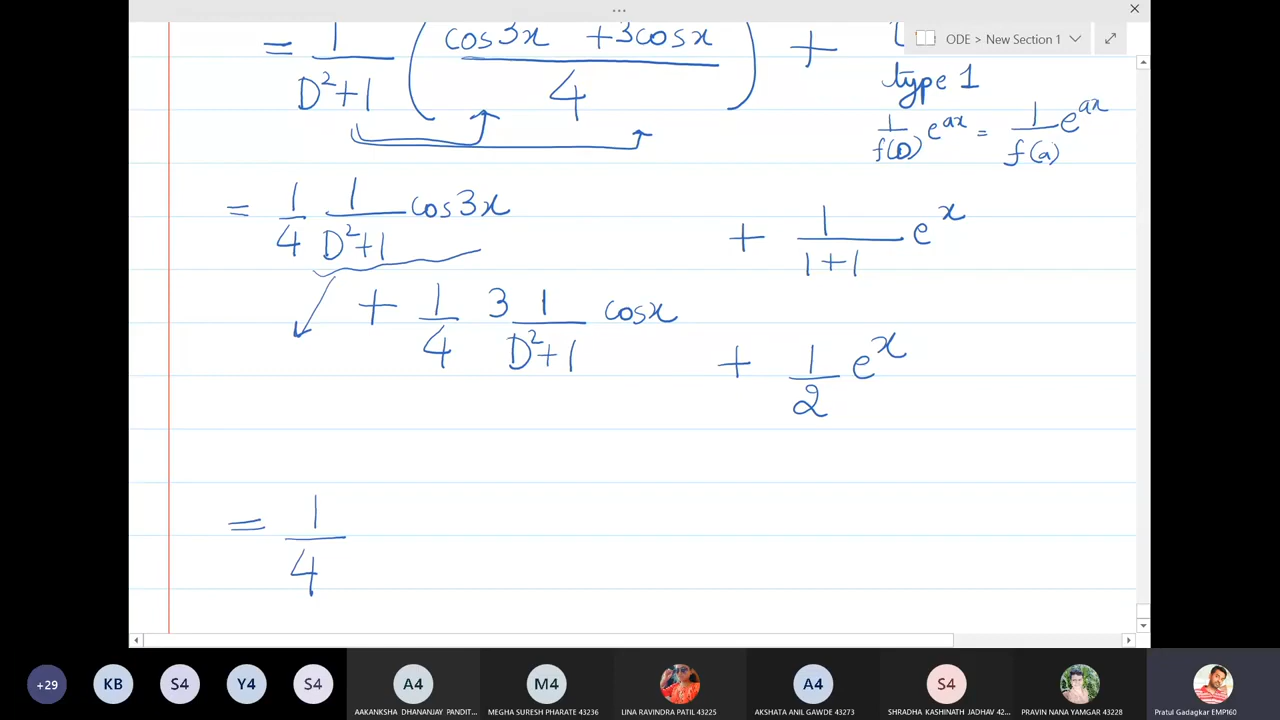 ODE > New Section 1
= 1/(D²+1) ( (cos3x + 3cosx)/4 ) +
type 1
1/f(D) e^(ax) = 1/f(a) e^(ax)
= 1/4 1/(D²+1) cos3x + 1/(1+1) e^x
+ 1/4 3 1/(D²+1) cosx + 1/2 e^x
= 1/4
+29 KB S4 Y4 S4 A4 M4 A4 S4
AAKANKSHA DHANANJAY PANDIT... MEGHA SURESH PHARATE 43236 LINA RAVINDRA PATIL 43225 AKSHATA ANIL GAWDE 43273 SHRADHA KASHINATH JADHAV 42... PRAVIN NANA YAMGAR 43228 Pratul Gadagkar EMP160